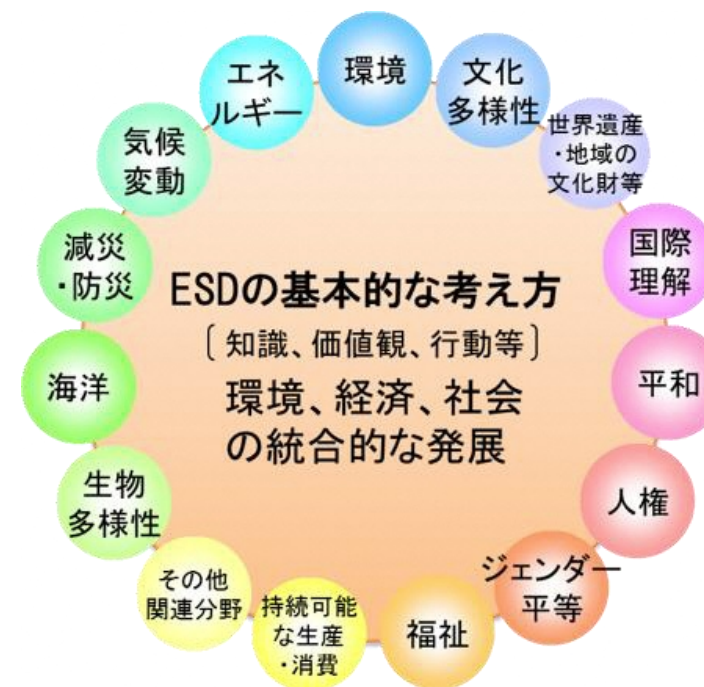 環境
文化
多様性
世界遺産
・地域の
文化財等
国際
理解
平和
人権
ジェンダー
平等
福祉
持続可能
な生産
・消費
その他
関連分野
生物
多様性
海洋
減災
・防災
気候
変動
エネ
ルギー
ESDの基本的な考え方
〔知識、価値観、行動等〕
環境、経済、社会
の統合的な発展